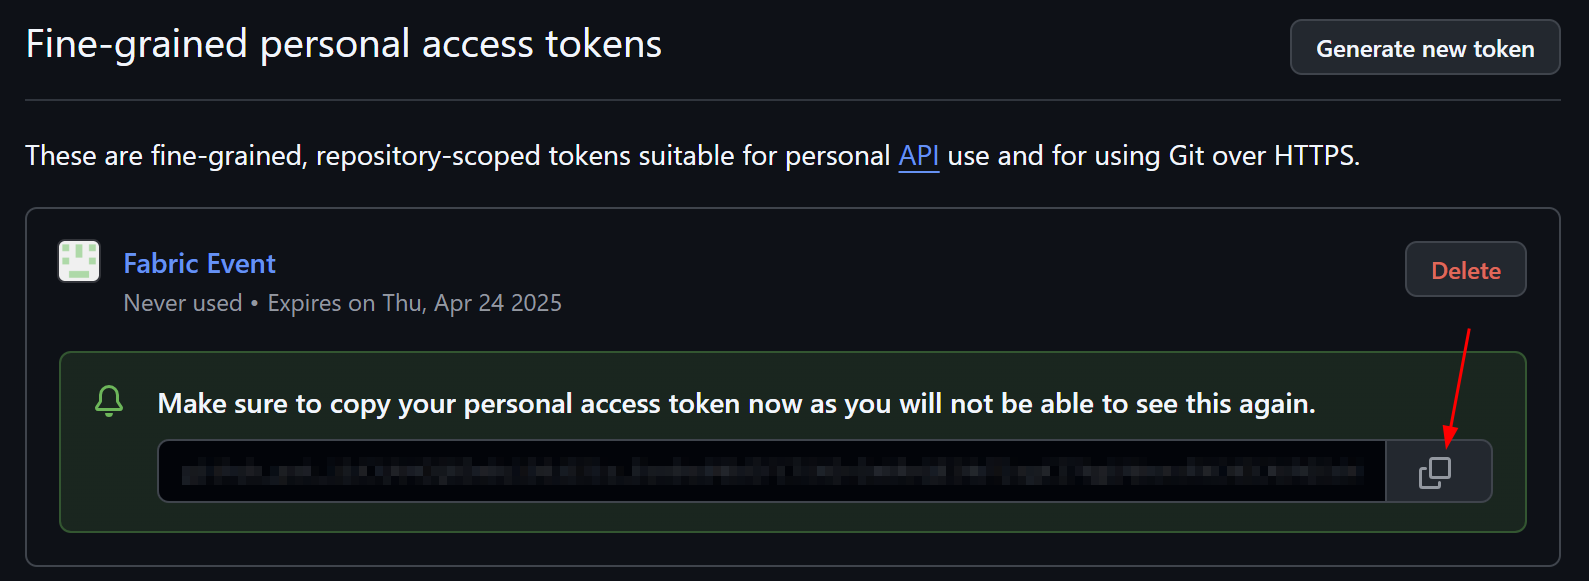 Fine-grained personal access tokens
Generate new token
These are fine-grained, repository-scoped tokens suitable for personal API use and for using Git over HTTPS.
Fabric Event
Delete
Never used • Expires on Thu, Apr 24 2025
Make sure to copy your personal access token now as you will not be able to see this again.